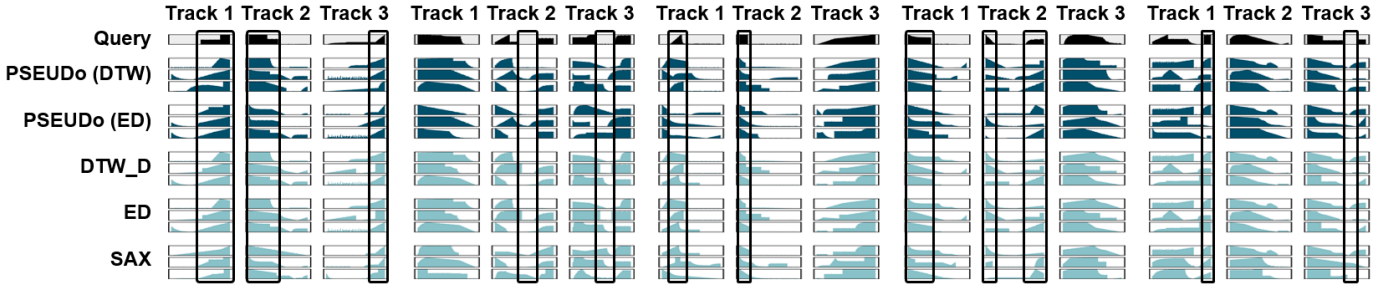 Track 1 Track 2 Track 3 Track 1 Track 2 Track 3 Track 1 Track 2 Track 3 Track 1 Track 2 Track 3 Track 1 Track 2 Track 3
Query
PSEUDo (DTW)
PSEUDo (ED)
DTW_D
ED
SAX